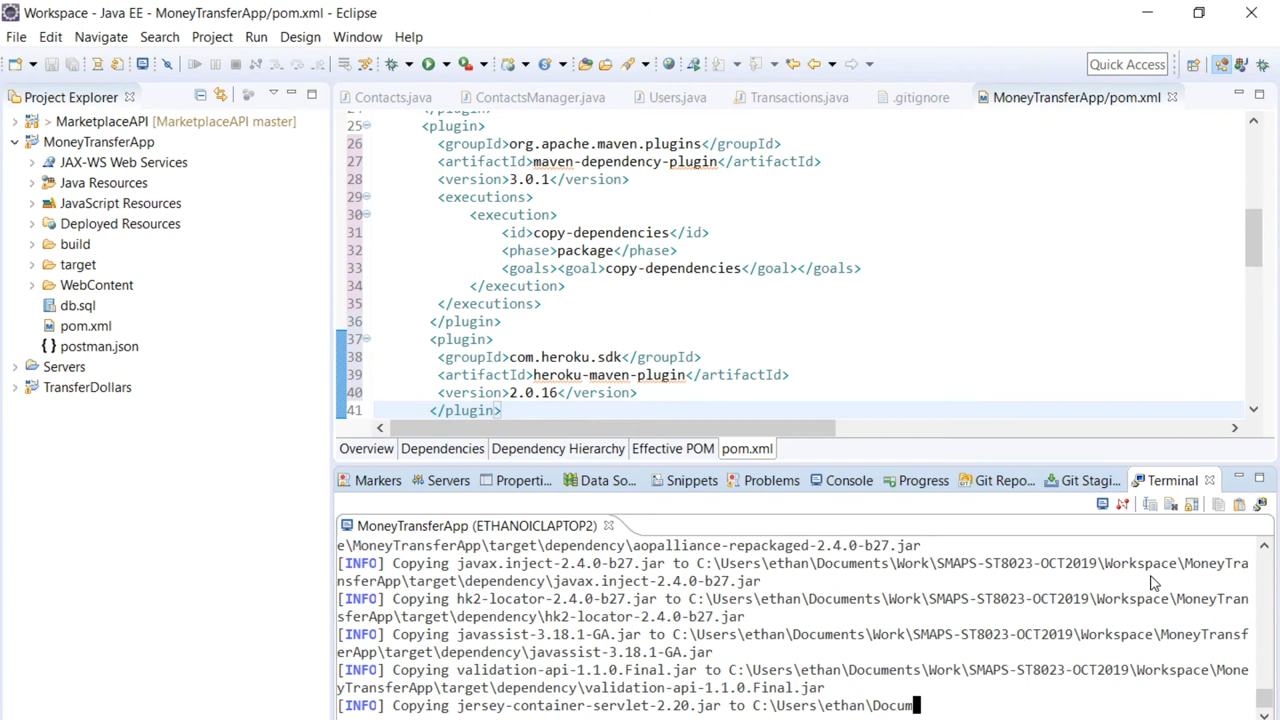 Workspace - Java EE - MoneyTransferApp/pom.xml - Eclipse
File Edit Navigate Search Project Run Design Window Help
Quick Access
Project Explorer
> MarketplaceAPI [MarketplaceAPI master]
MoneyTransferApp
JAX-WS Web Services
Java Resources
JavaScript Resources
Deployed Resources
build
target
WebContent
db.sql
pom.xml
postman.json
Servers
TransferDollars
Contacts.java ContactsManager.java Users.java Transactions.java .gitignore MoneyTransferApp/pom.xml
25 <plugin>
26 <groupId>org.apache.maven.plugins</groupId>
27 <artifactId>maven-dependency-plugin</artifactId>
28 <version>3.0.1</version>
29 <executions>
30 <execution>
31 <id>copy-dependencies</id>
32 <phase>package</phase>
33 <goals><goal>copy-dependencies</goal></goals>
34 </execution>
35 </executions>
36 </plugin>
37 <plugin>
38 <groupId>com.heroku.sdk</groupId>
39 <artifactId>heroku-maven-plugin</artifactId>
40 <version>2.0.16</version>
41 </plugin>
Overview Dependencies Dependency Hierarchy Effective POM pom.xml
Markers Servers Properti... Data So... Snippets Problems Console Progress Git Repo... Git Stagi... Terminal
MoneyTransferApp (ETHANOICLAPTOP2)
e\MoneyTransferApp\target\dependency\aopalliance-repackaged-2.4.0-b27.jar
[INFO] Copying javax.inject-2.4.0-b27.jar to C:\Users\ethan\Documents\Work\SMAPS-ST8023-OCT2019\Workspace\MoneyTra
nsferApp\target\dependency\javax.inject-2.4.0-b27.jar
[INFO] Copying hk2-locator-2.4.0-b27.jar to C:\Users\ethan\Documents\Work\SMAPS-ST8023-OCT2019\Workspace\MoneyTran
sferApp\target\dependency\hk2-locator-2.4.0-b27.jar
[INFO] Copying javassist-3.18.1-GA.jar to C:\Users\ethan\Documents\Work\SMAPS-ST8023-OCT2019\Workspace\MoneyTransf
erApp\target\dependency\javassist-3.18.1-GA.jar
[INFO] Copying validation-api-1.1.0.Final.jar to C:\Users\ethan\Documents\Work\SMAPS-ST8023-OCT2019\Workspace\Mone
yTransferApp\target\dependency\validation-api-1.1.0.Final.jar
[INFO] Copying jersey-container-servlet-2.20.jar to C:\Users\ethan\Docum